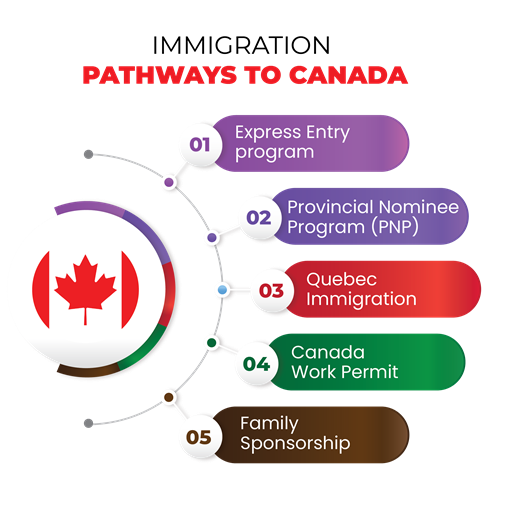 IMMIGRATION
PATHWAYS TO CANADA
01
Express Entry
program
02
Provincial Nominee
Program (PNP)
03
Quebec
Immigration
04
Canada
Work Permit
05
Family
Sponsorship